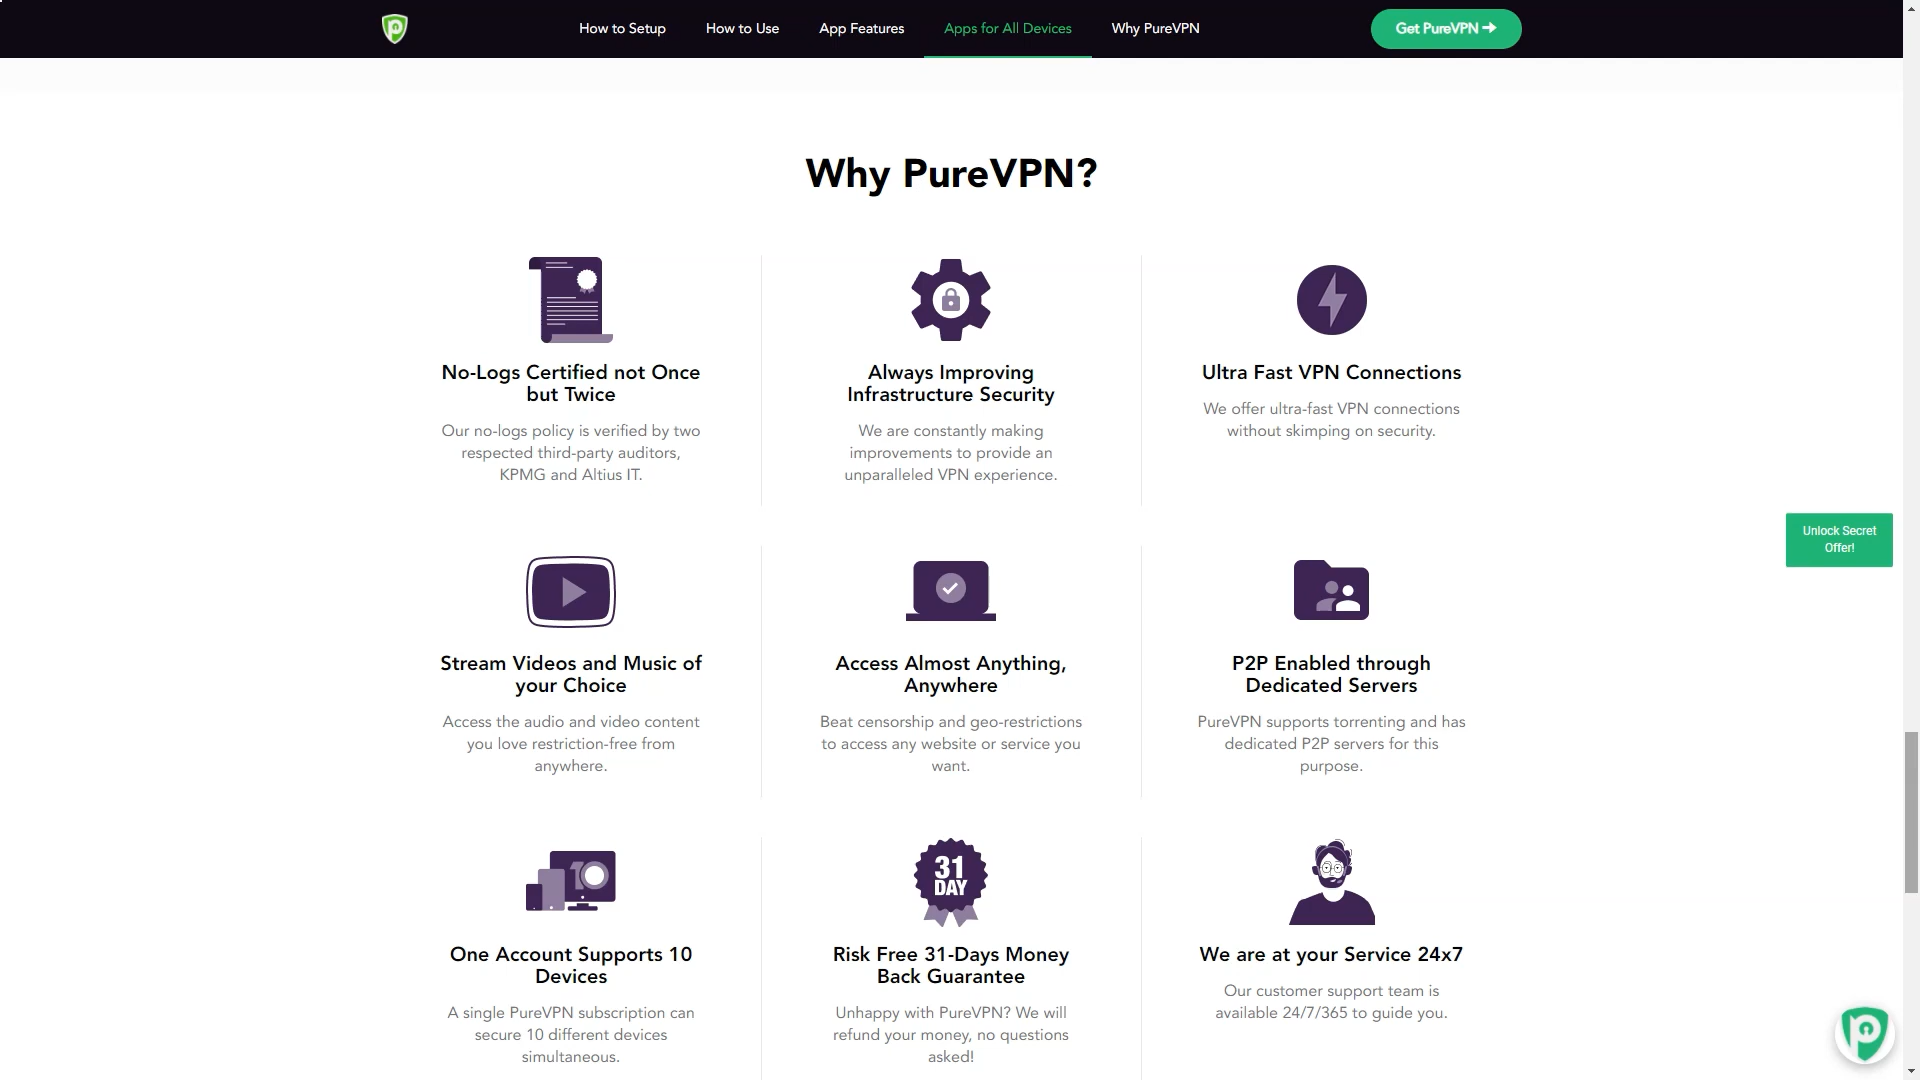 How to Setup
How to Use
App Features
Apps for All Devices
Why PureVPN
Get PureVPN
Why PureVPN?
No-Logs Certified not Once
but Twice
Our no-logs policy is verified by two
respected third-party auditors,
KPMG and Altius IT.
Always Improving
Infrastructure Security
We are constantly making
improvements to provide an
unparalleled VPN experience.
Ultra Fast VPN Connections
We offer ultra-fast VPN connections
without skimping on security.
Unlock Secret
Offer!
Stream Videos and Music of
your Choice
Access the audio and video content
you love restriction-free from
anywhere.
Access Almost Anything,
Anywhere
Beat censorship and geo-restrictions
to access any website or service you
want.
P2P Enabled through
Dedicated Servers
PureVPN supports torrenting and has
dedicated P2P servers for this
purpose.
10
One Account Supports 10
Devices
A single PureVPN subscription can
secure 10 different devices
simultaneous.
31
DAY
Risk Free 31-Days Money
Back Guarantee
Unhappy with PureVPN? We will
refund your money, no questions
asked!
We are at your Service 24x7
Our customer support team is
available 24/7/365 to guide you.